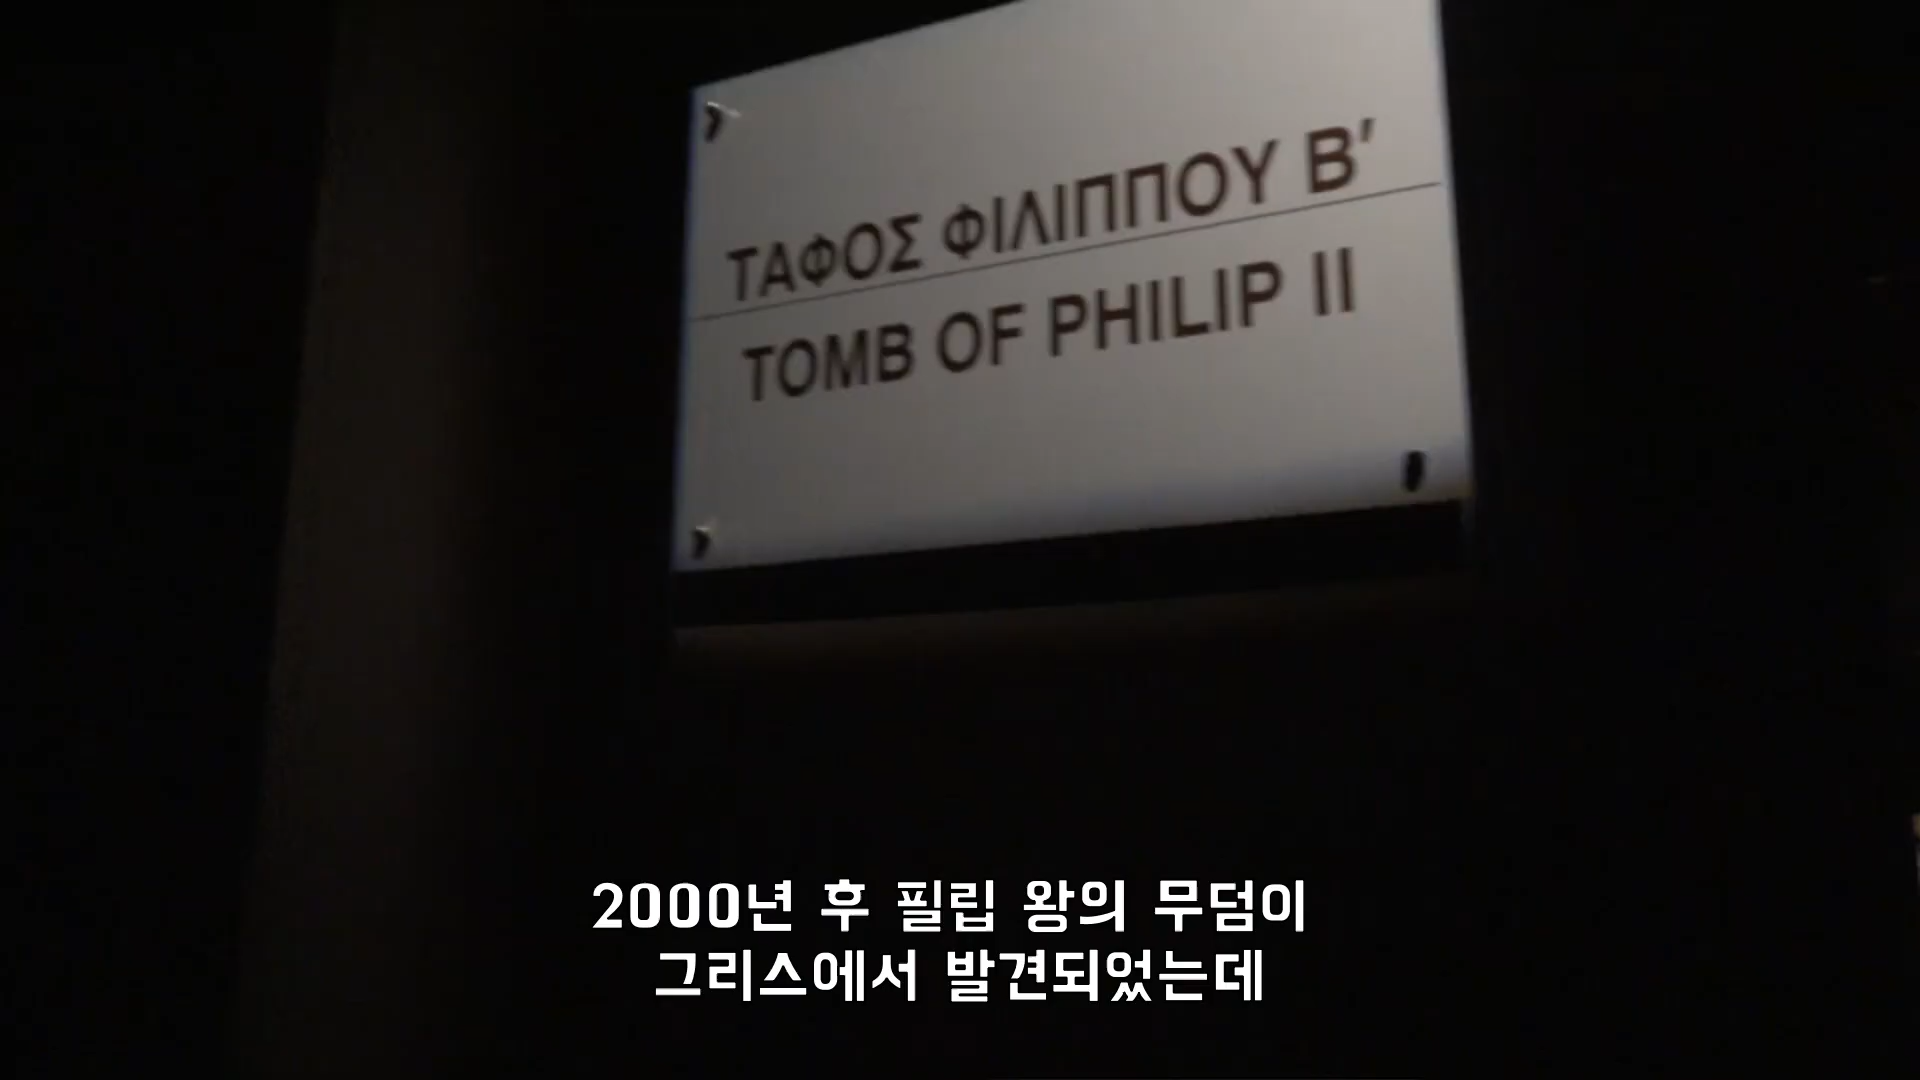 ΤΑΦΟΣ ΦΙΛΙΠΠΟΥ Β'
TOMB OF PHILIP II
2000년 후 필립 왕의 무덤이
그리스에서 발견되었는데